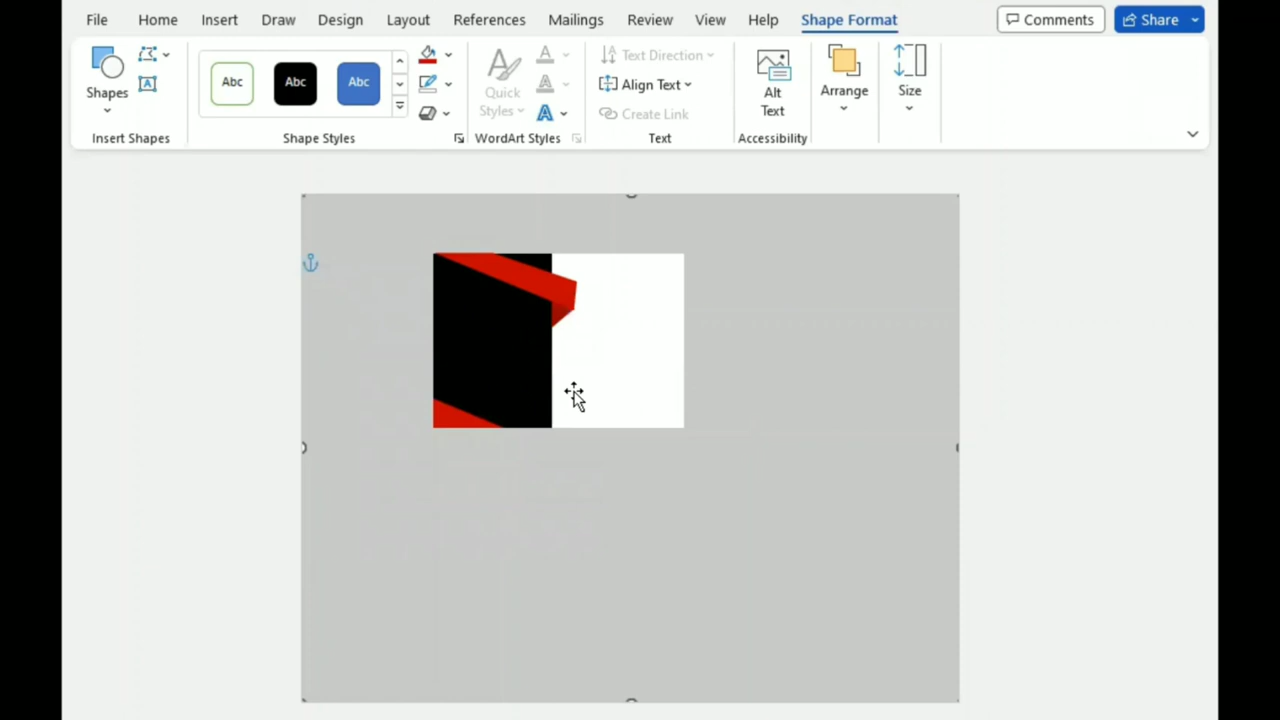 File Home Insert Draw Design Layout References Mailings Review View Help Shape Format Comments Share
Abc Abc Abc
Shapes
Quick Styles
Text Direction
Align Text
Create Link
Alt Text
Arrange
Size
Insert Shapes Shape Styles WordArt Styles Text Accessibility